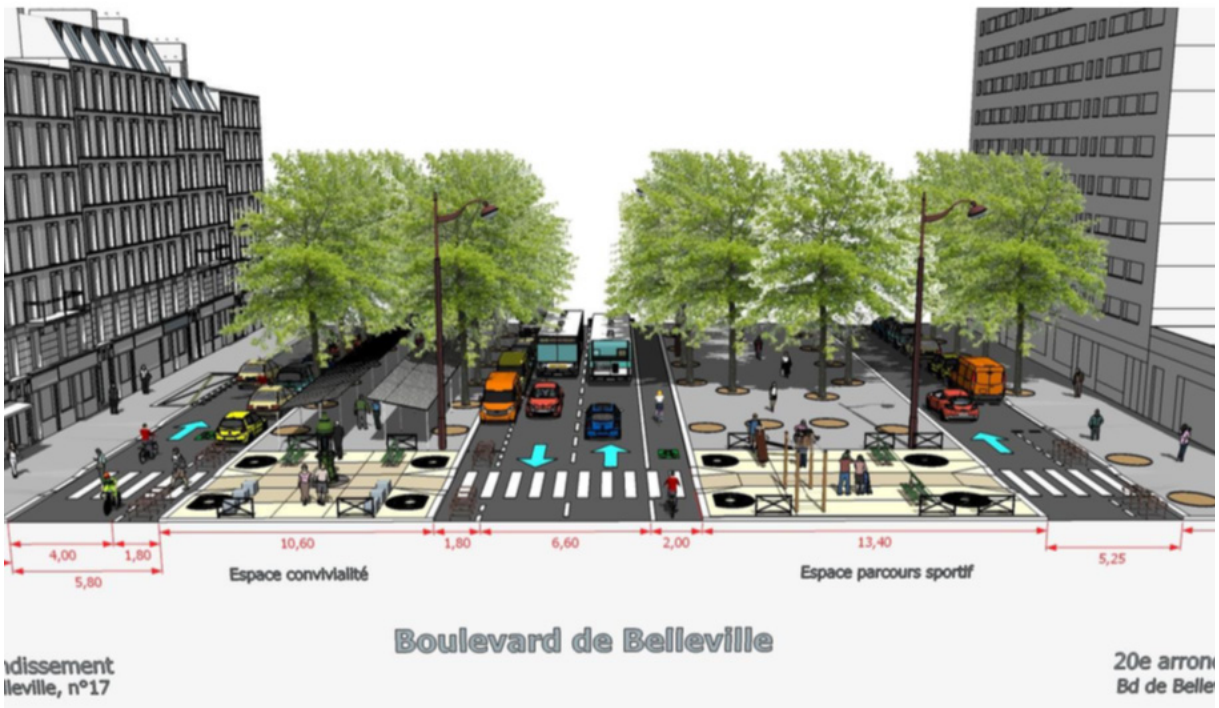 4,00
1,80
5,80
10,60
1,80
6,60
2,00
13,40
5,25
Espace convivialité
Espace parcours sportif
Boulevard de Belleville
ndissement
lleville, n°17
20e arron
Bd de Belle